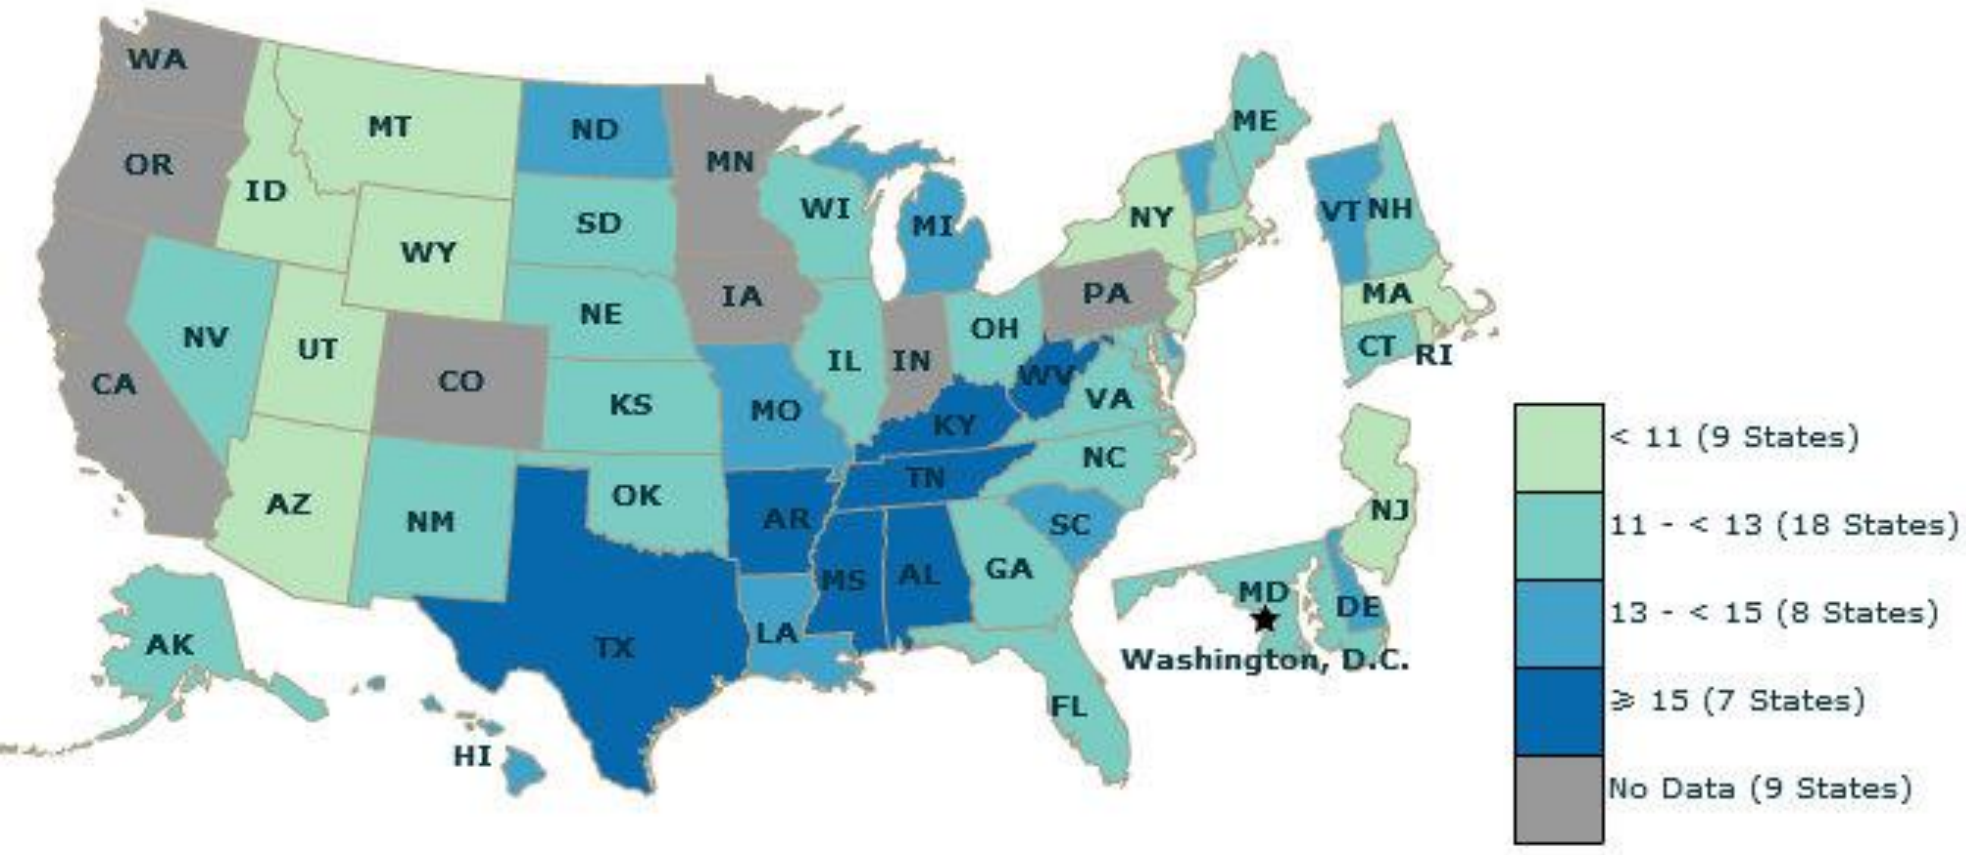 WA
MT
ND
MN
ME
OR
ID
SD
WI
MI
NY
VT NH
WY
IA
PA
MA
NV
UT
NE
OH
IL
IN
CT
RI
CA
CO
KS
MO
WV
VA
KY
NC
TN
AZ
NM
OK
AR
SC
NJ
MS
AL
GA
MD
DE
AK
TX
LA
Washington, D.C.
FL
HI
< 11 (9 States)
11 - < 13 (18 States)
13 - < 15 (8 States)
⩾ 15 (7 States)
No Data (9 States)